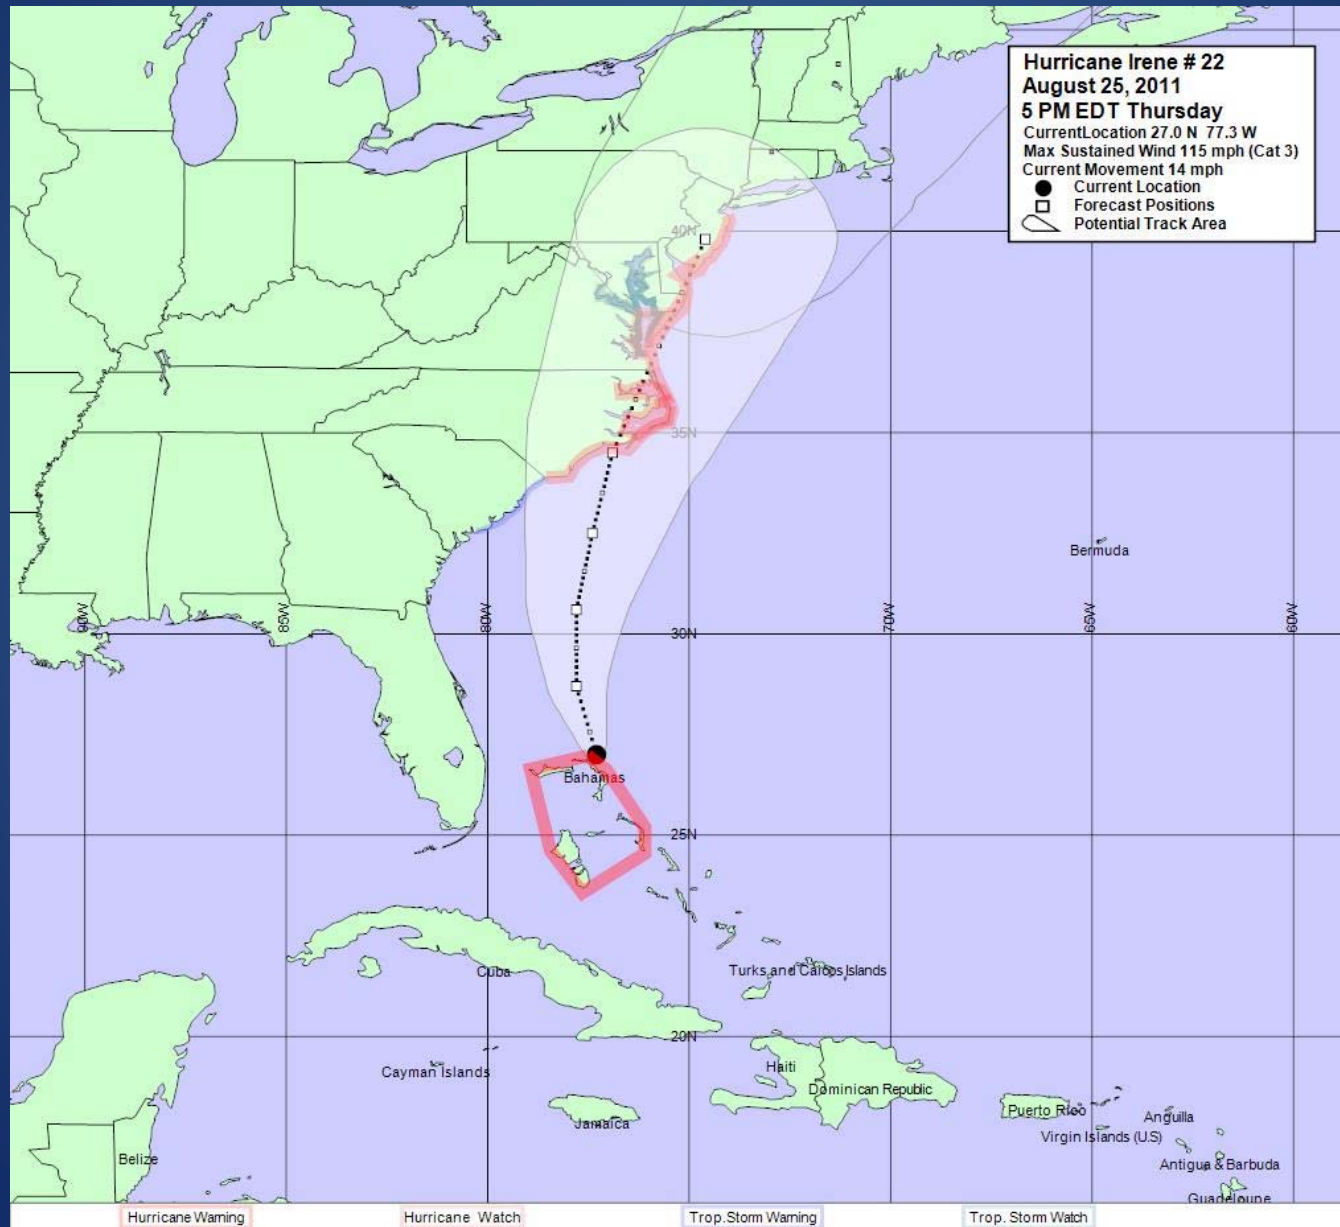 Hurricane Irene # 22
August 25, 2011
5 PM EDT Thursday
CurrentLocation 27.0 N 77.3 W
Max Sustained Wind 115 mph (Cat 3)
Current Movement 14 mph
Current Location
Forecast Positions
Potential Track Area
40N
35N
Bermuda
90W
85W
80W
30N
70W
65W
60W
Bahamas
25N
Cuba
Turks and Caicos Islands
20N
Cayman Islands
Haiti
Dominican Republic
Jamaica
Puerto Rico
Anguilla
Virgin Islands (U.S)
Belize
Antigua & Barbuda
Guadeloupe
Hurricane Warning
Hurricane Watch
Trop.Storm Warning
Trop. Storm Watch